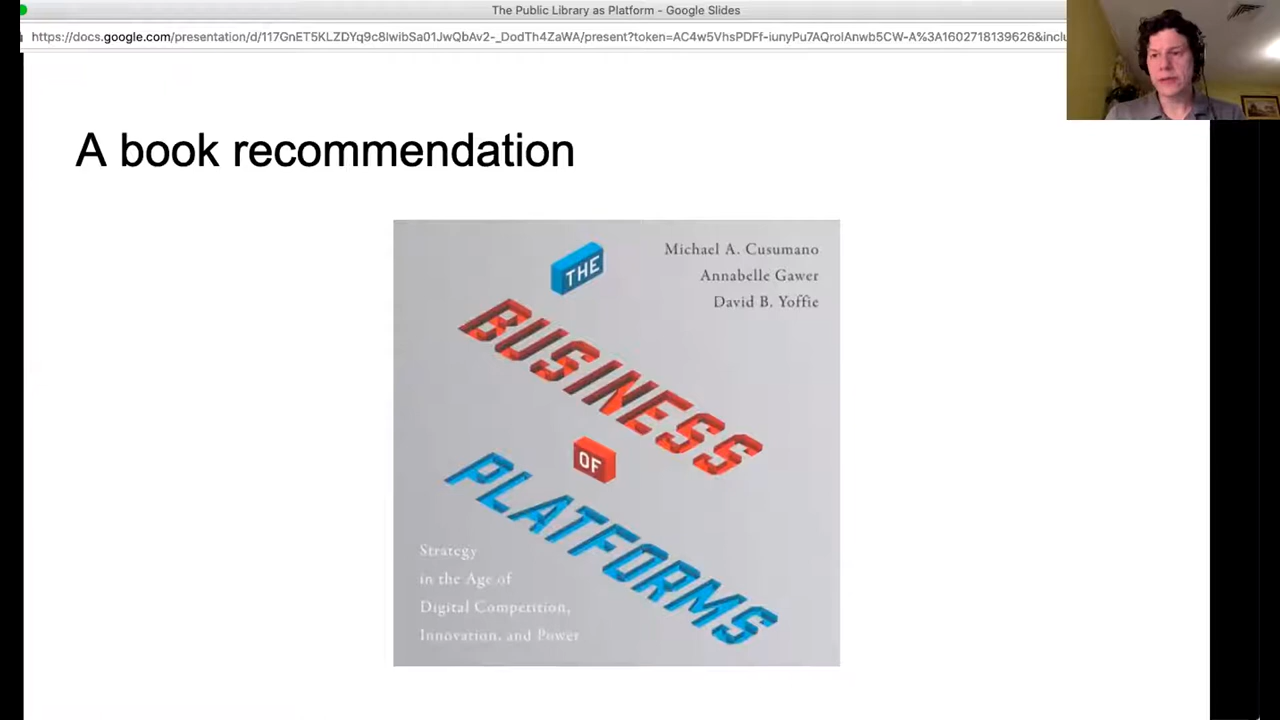 The Public Library as Platform - Google Slides
https://docs.google.com/presentation/d/117GnET5KLZDYq9c8lwibSa01JwQbAv2-_DodTh4ZaWA/present?token=AC4w5VhsPDFf-iunyPu7AQrolAnwb5CW-A%3A1602718139626&inclu
A book recommendation
Michael A. Cusumano
Annabelle Gawer
David B. Yoffie
THE
BUSINESS
OF
PLATFORMS
Strategy
in the Age of
Digital Competition,
Innovation, and Power